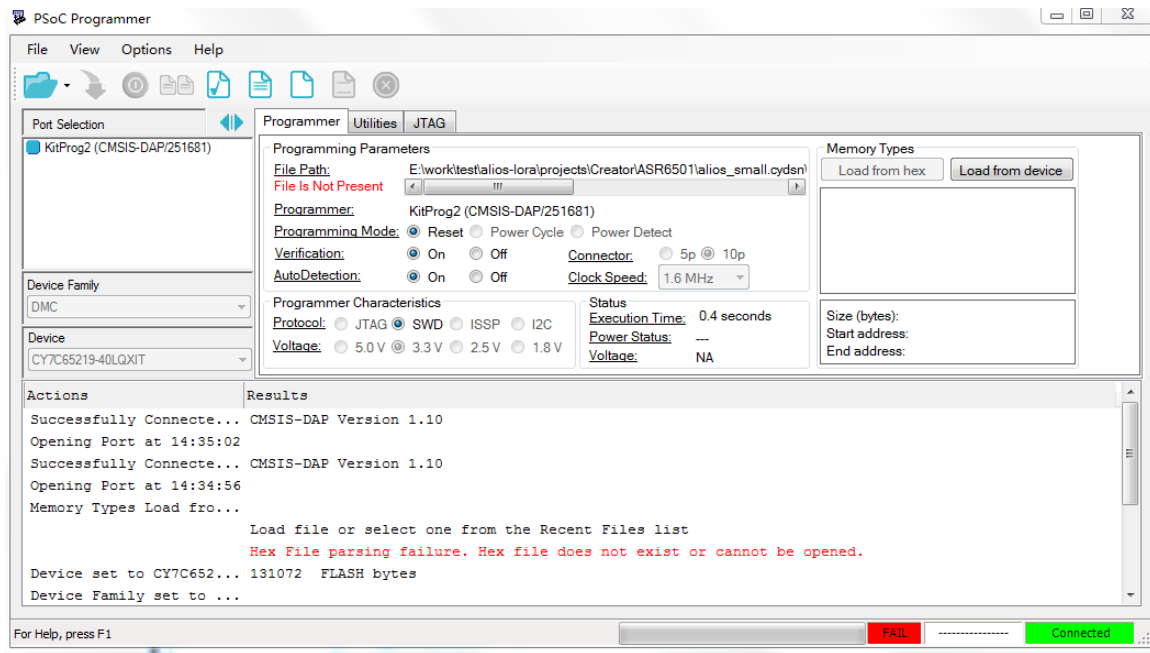 PSoC Programmer
File View Options Help
Port Selection
KitProg2 (CMSIS-DAP/251681)
Device Family
DMC
Device
CY7C65219-40LQXIT
Programmer Utilities JTAG
Programming Parameters
File Path: E:\work\test\alios-lora\projects\Creator\ASR6501\alios_small.cydsn\
File Is Not Present
Programmer: KitProg2 (CMSIS-DAP/251681)
Programming Mode: Reset Power Cycle Power Detect
Verification: On Off Connector: 5p 10p
AutoDetection: On Off Clock Speed: 1.6 MHz
Programmer Characteristics
Protocol: JTAG SWD ISSP I2C
Voltage: 5.0 V 3.3 V 2.5 V 1.8 V
Status
Execution Time: 0.4 seconds
Power Status: ---
Voltage: NA
Memory Types
Load from hex Load from device
Size (bytes):
Start address:
End address:
Actions Results
Successfully Connecte... CMSIS-DAP Version 1.10
Opening Port at 14:35:02
Successfully Connecte... CMSIS-DAP Version 1.10
Opening Port at 14:34:56
Memory Types Load fro...
Load file or select one from the Recent Files list
Hex File parsing failure. Hex file does not exist or cannot be opened.
Device set to CY7C652... 131072 FLASH bytes
Device Family set to ...
For Help, press F1
FAIL ---------------- Connected